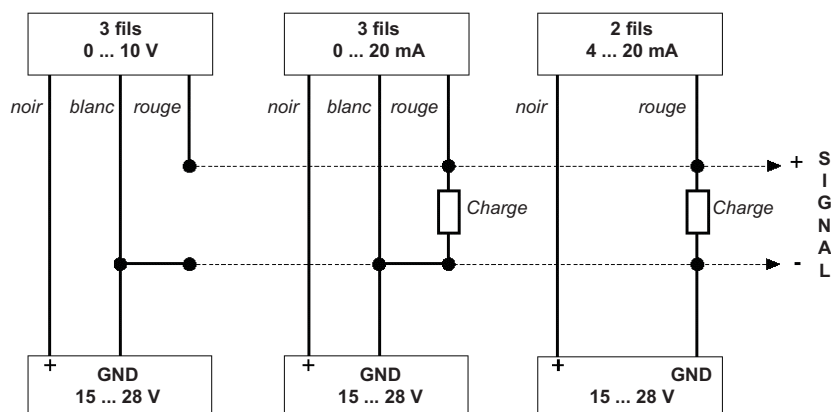 3 fils
0 ... 10 V
3 fils
0 ... 20 mA
2 fils
4 ... 20 mA
noir blanc rouge
noir blanc rouge
noir rouge
+
SIGNAL
Charge
Charge
-
+
GND
15 ... 28 V
+
GND
15 ... 28 V
+
GND
15 ... 28 V